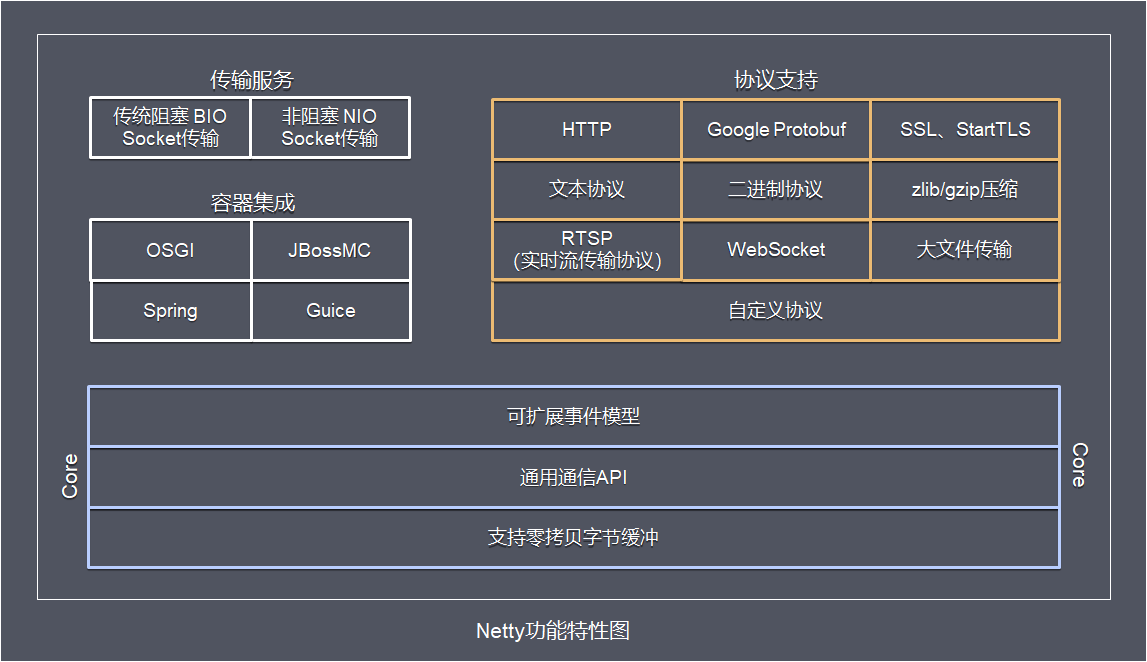 传输服务
传统阻塞 BIO
Socket传输
非阻塞 NIO
Socket传输
容器集成
OSGI
JBossMC
Spring
Guice
协议支持
HTTP
Google Protobuf
SSL、StartTLS
文本协议
二进制协议
zlib/gzip压缩
RTSP
(实时流传输协议)
WebSocket
大文件传输
自定义协议
Core
可扩展事件模型
通用通信API
支持零拷贝字节缓冲
Core
Netty功能特性图